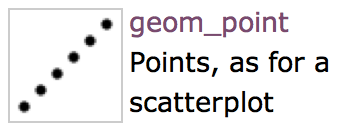 geom_point
Points, as for a
scatterplot